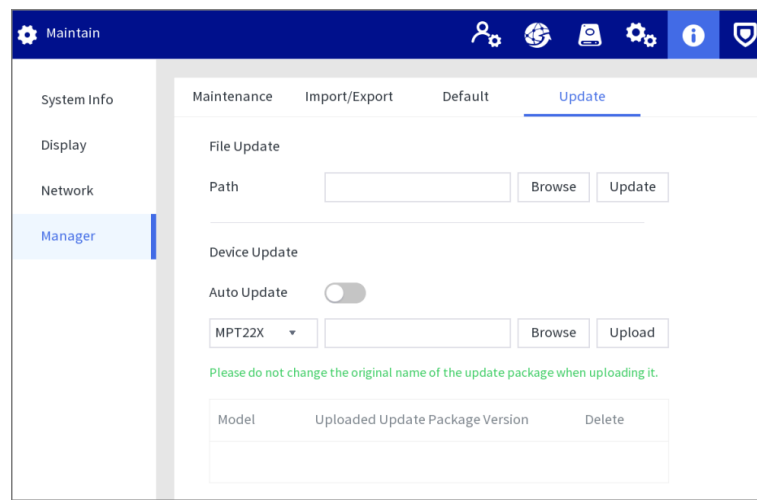 Maintain
System Info
Display
Network
Manager
Maintenance Import/Export Default Update
File Update
Path Browse Update
Device Update
Auto Update
MPT22X Browse Upload
Please do not change the original name of the update package when uploading it.
Model Uploaded Update Package Version Delete